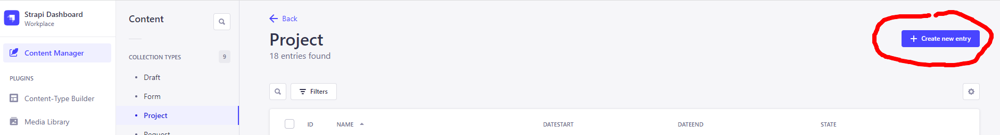 Strapi Dashboard
Workplace
Content Manager
PLUGINS
Content-Type Builder
Media Library
Content
COLLECTION TYPES 9
Draft
Form
Project
Request
Back
Project
18 entries found
Create new entry
Filters
ID NAME DATESTART DATEEND STATE